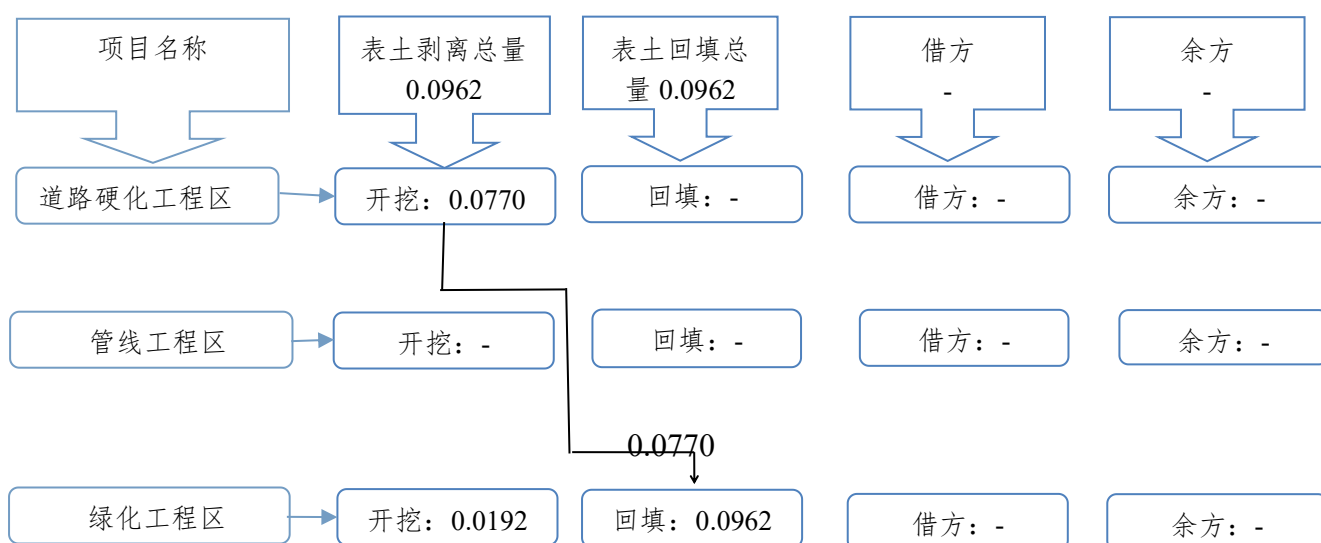 项目名称
表土剥离总量
0.0962
表土回填总
量 0.0962
借方
-
余方
-
道路硬化工程区
开挖：0.0770
回填：-
借方：-
余方：-
管线工程区
开挖：-
回填：-
借方：-
余方：-
0.0770
绿化工程区
开挖：0.0192
回填：0.0962
借方：-
余方：-